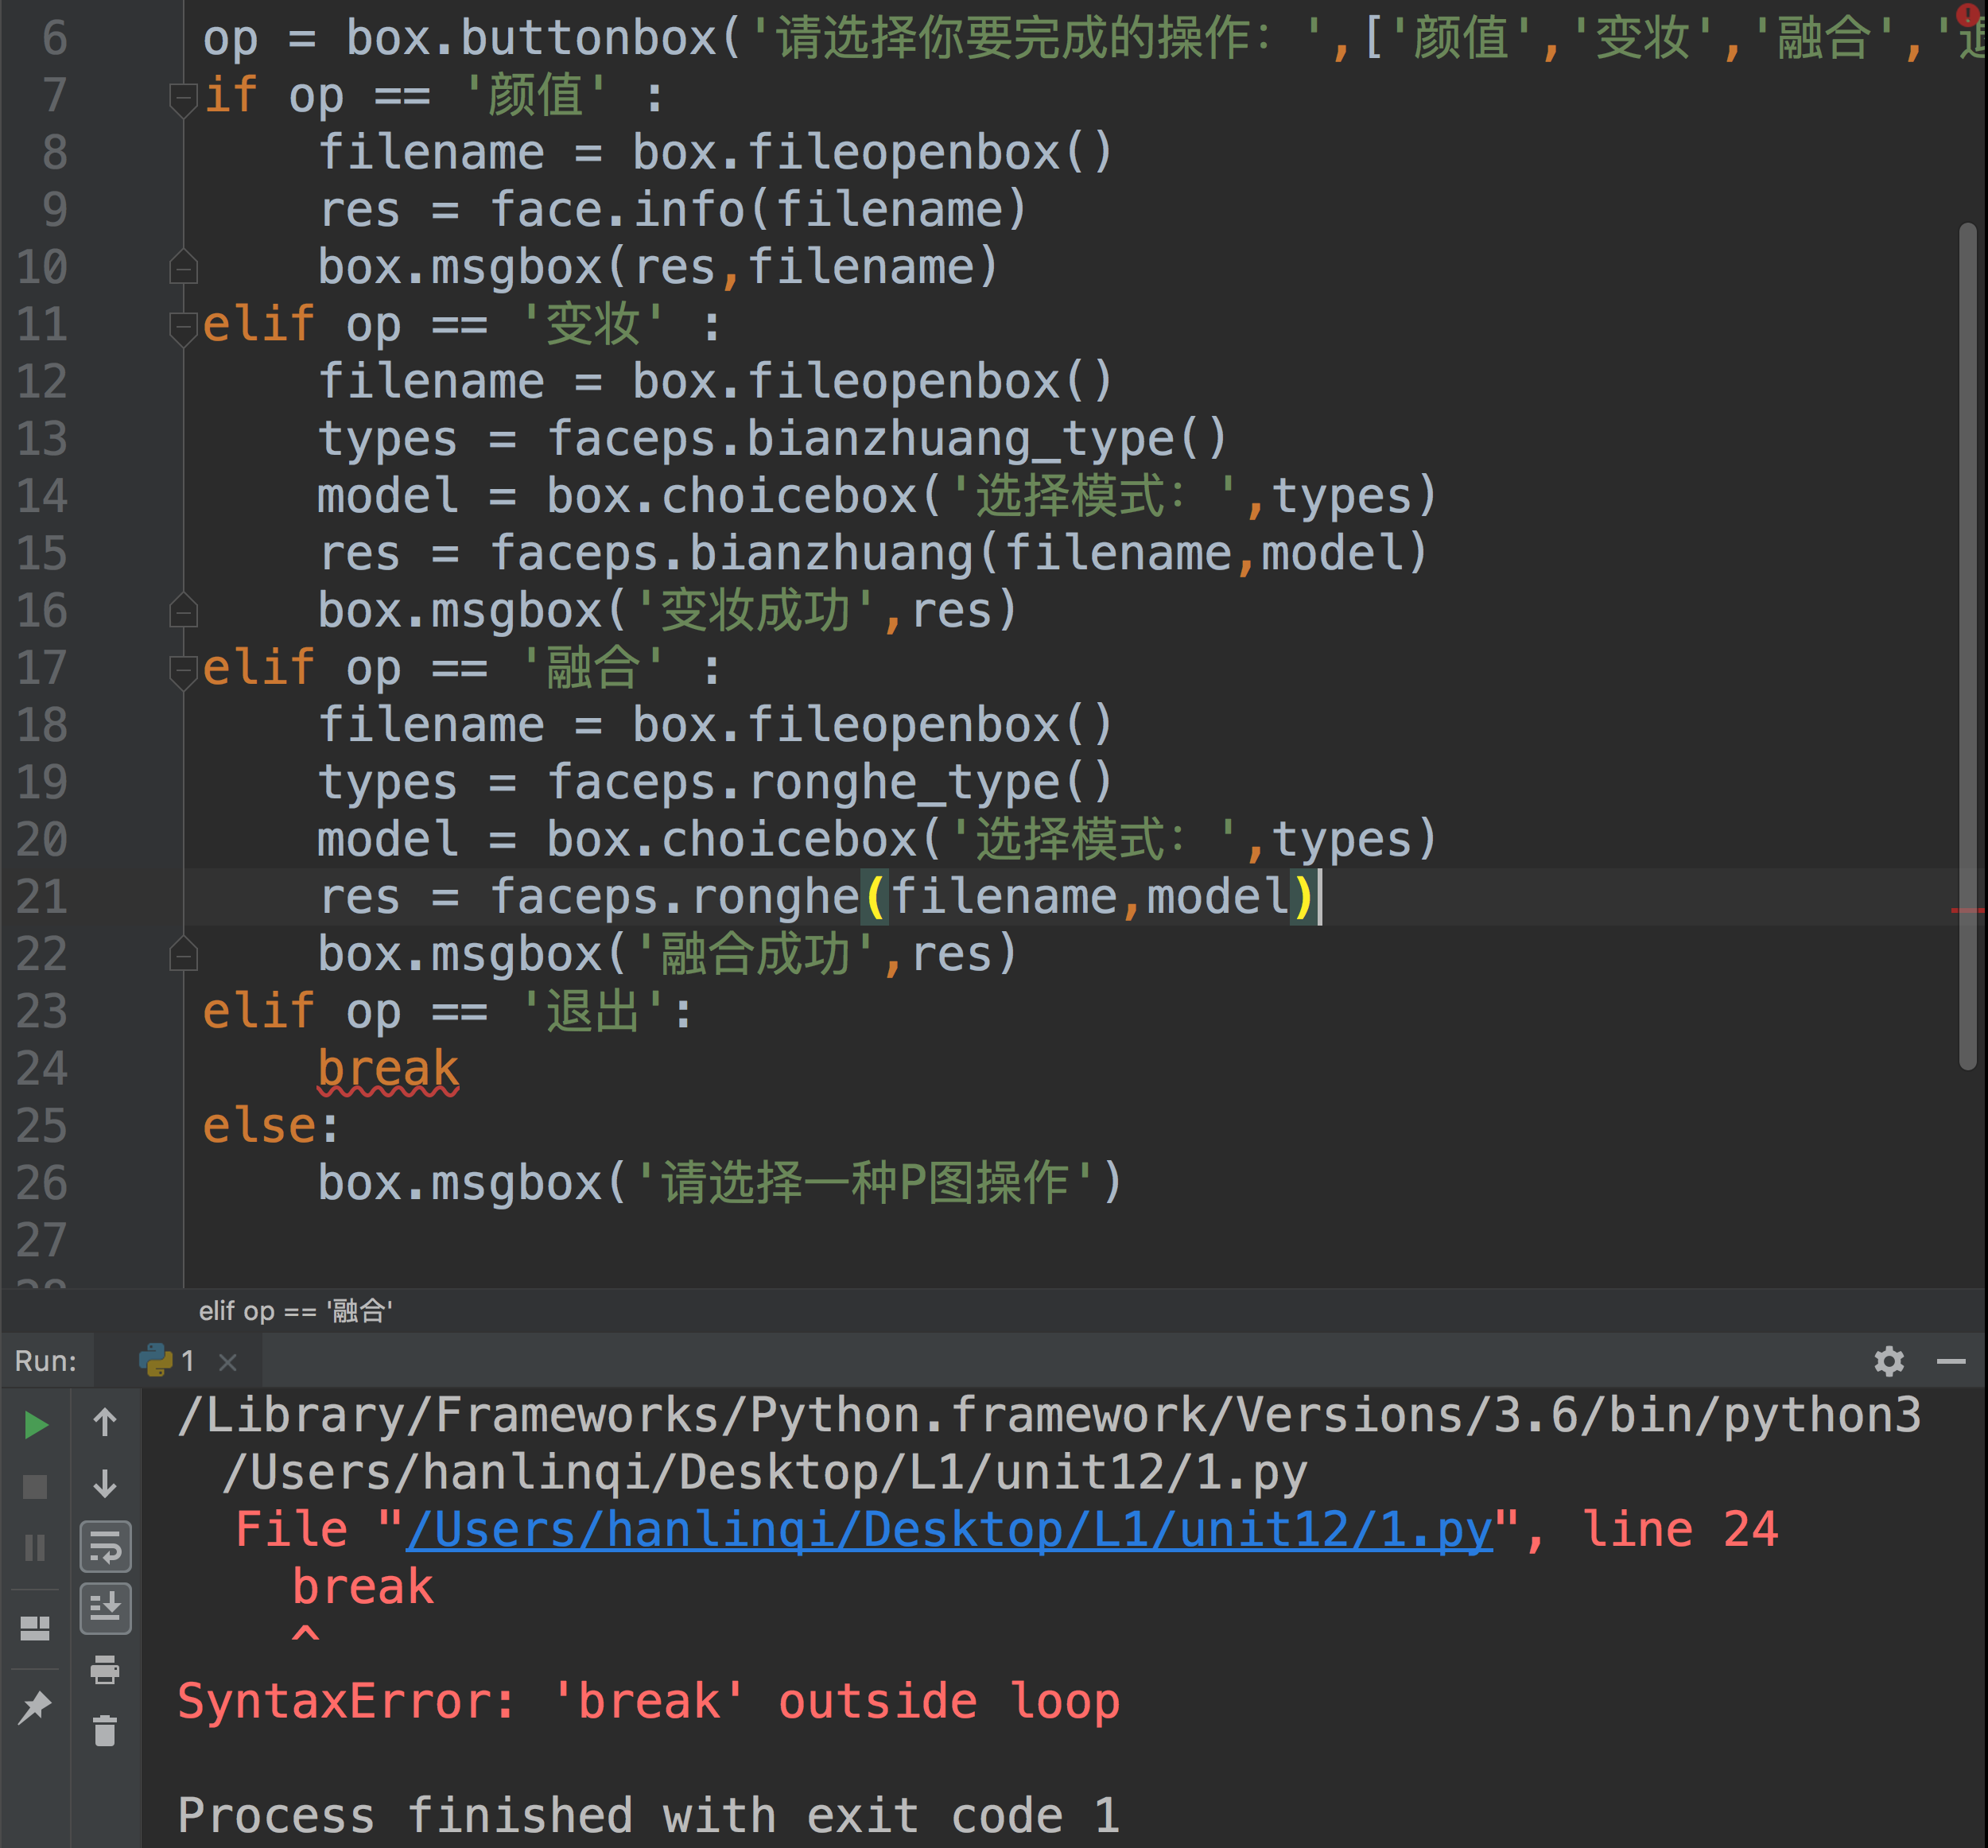 6 op = box.buttonbox('请选择你要完成的操作：',['颜值','变妆','融合','退
7 if op == '颜值' :
8 filename = box.fileopenbox()
9 res = face.info(filename)
10 box.msgbox(res,filename)
11 elif op == '变妆' :
12 filename = box.fileopenbox()
13 types = faceps.bianzhuang_type()
14 model = box.choicebox('选择模式：',types)
15 res = faceps.bianzhuang(filename,model)
16 box.msgbox('变妆成功',res)
17 elif op == '融合' :
18 filename = box.fileopenbox()
19 types = faceps.ronghe_type()
20 model = box.choicebox('选择模式：',types)
21 res = faceps.ronghe(filename,model)
22 box.msgbox('融合成功',res)
23 elif op == '退出':
24 break
25 else:
26 box.msgbox('请选择一种P图操作')
27
elif op == '融合'
Run: 1
/Library/Frameworks/Python.framework/Versions/3.6/bin/python3
/Users/hanlinqi/Desktop/L1/unit12/1.py
File "/Users/hanlinqi/Desktop/L1/unit12/1.py", line 24
break
^
SyntaxError: 'break' outside loop
Process finished with exit code 1